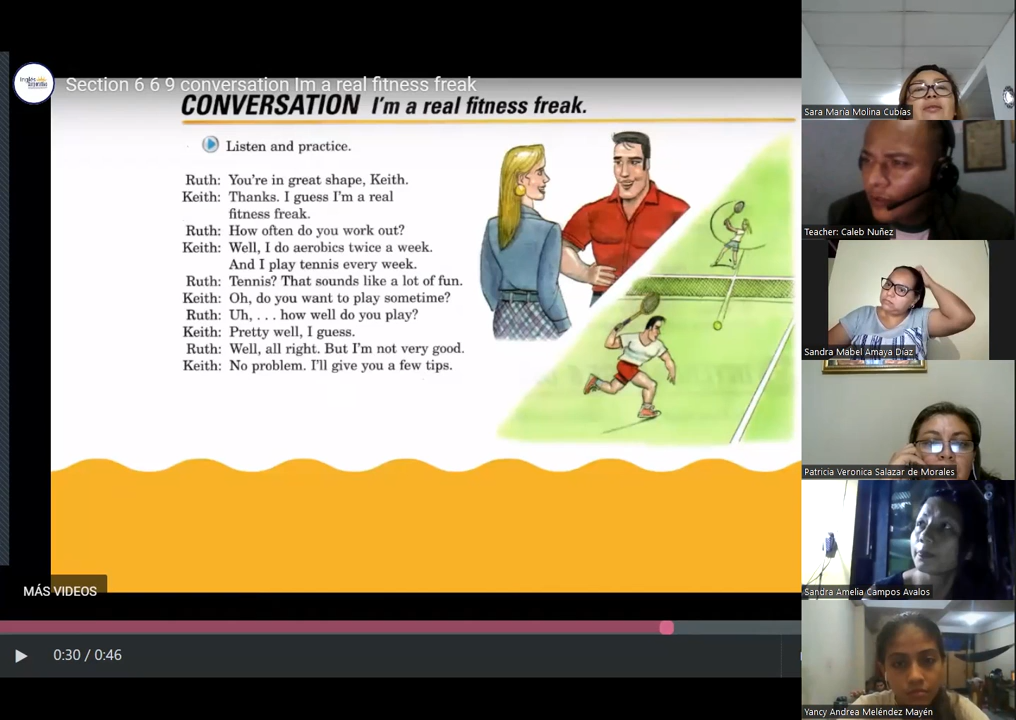 Section 6 6 9 conversation Im a real fitness freak
CONVERSATION I'm a real fitness freak.
Listen and practice.
Ruth: You're in great shape, Keith.
Keith: Thanks. I guess I'm a real
fitness freak.
Ruth: How often do you work out?
Keith: Well, I do aerobics twice a week.
And I play tennis every week.
Ruth: Tennis? That sounds like a lot of fun.
Keith: Oh, do you want to play sometime?
Ruth: Uh, . . . how well do you play?
Keith: Pretty well, I guess.
Ruth: Well, all right. But I'm not very good.
Keith: No problem. I'll give you a few tips.
MÁS VIDEOS
0:30 / 0:46
Sara María Molina Cubías
Teacher: Caleb Nuñez
Sandra Mabel Amaya Díaz
Patricia Veronica Salazar de Morales
Sandra Amelia Campos Avalos
Yancy Andrea Meléndez Mayén